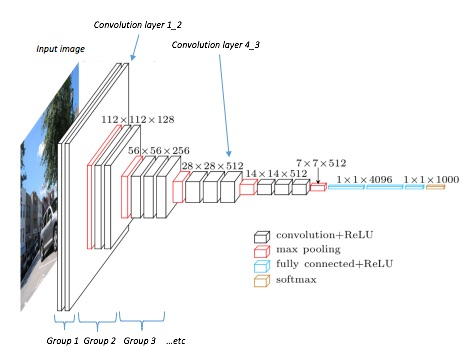 Convolution layer 1_2
Input image
Convolution layer 4_3
112×112×128
56×56×256
28×28×512
14×14×512
7×7×512
1×1×4096
1×1×1000
convolution+ReLU
max pooling
fully connected+ReLU
softmax
Group 1
Group 2
Group 3
...etc